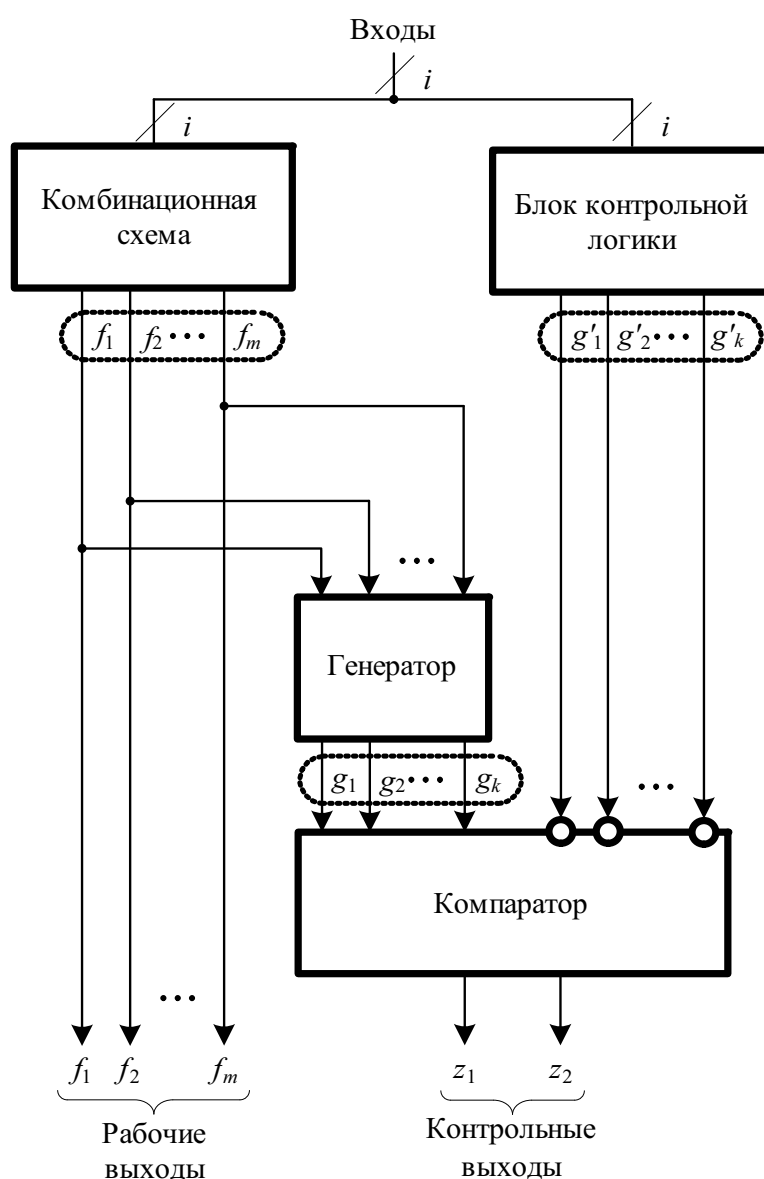 Входы
i
i
i
Комбинационная
схема
Блок контрольной
логики
f1 f2 ••• fm
g'1 g'2 ••• g'k
•••
Генератор
g1 g2 ••• gk
•••
Компаратор
•••
f1 f2 fm
z1 z2
Рабочие
выходы
Контрольные
выходы